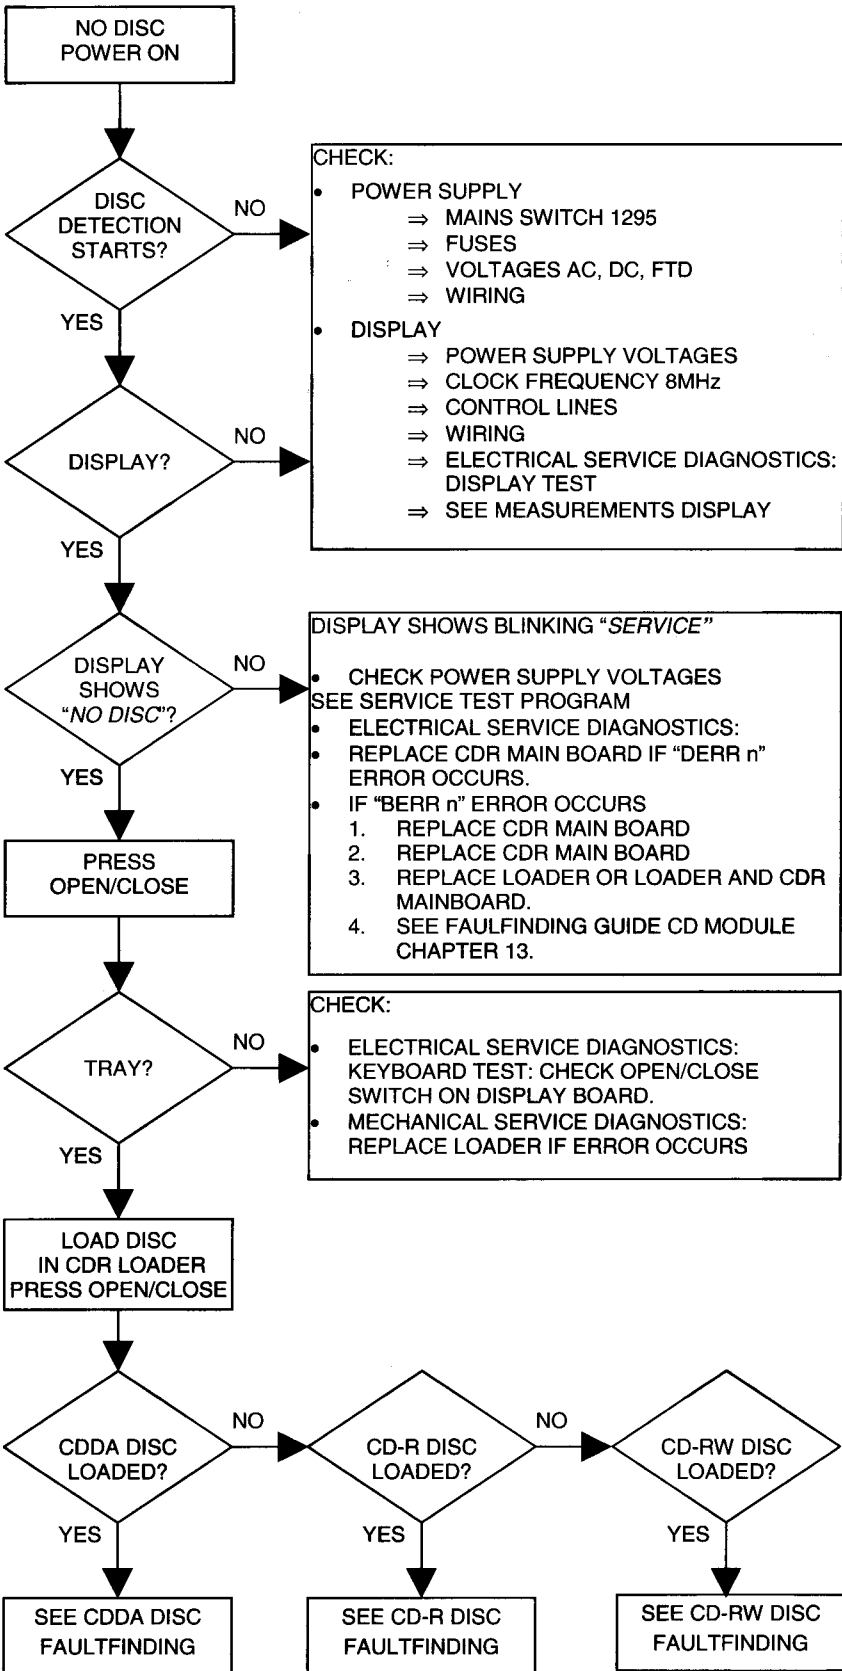 NO DISC
POWER ON
DISC
DETECTION
STARTS?
NO
YES
CHECK:
• POWER SUPPLY
⇒ MAINS SWITCH 1295
⇒ FUSES
⇒ VOLTAGES AC, DC, FTD
⇒ WIRING
• DISPLAY
⇒ POWER SUPPLY VOLTAGES
⇒ CLOCK FREQUENCY 8MHz
⇒ CONTROL LINES
⇒ WIRING
⇒ ELECTRICAL SERVICE DIAGNOSTICS:
DISPLAY TEST
⇒ SEE MEASUREMENTS DISPLAY
DISPLAY?
NO
YES
DISPLAY
SHOWS
“NO DISC”?
NO
YES
DISPLAY SHOWS BLINKING “SERVICE”
• CHECK POWER SUPPLY VOLTAGES
SEE SERVICE TEST PROGRAM
• ELECTRICAL SERVICE DIAGNOSTICS:
• REPLACE CDR MAIN BOARD IF “DERR n”
ERROR OCCURS.
• IF “BERR n” ERROR OCCURS
1. REPLACE CDR MAIN BOARD
2. REPLACE CDR MAIN BOARD
3. REPLACE LOADER OR LOADER AND CDR
MAINBOARD.
4. SEE FAULFINDING GUIDE CD MODULE
CHAPTER 13.
PRESS
OPEN/CLOSE
TRAY?
NO
YES
CHECK:
• ELECTRICAL SERVICE DIAGNOSTICS:
KEYBOARD TEST: CHECK OPEN/CLOSE
SWITCH ON DISPLAY BOARD.
• MECHANICAL SERVICE DIAGNOSTICS:
REPLACE LOADER IF ERROR OCCURS
LOAD DISC
IN CDR LOADER
PRESS OPEN/CLOSE
CDDA DISC
LOADED?
NO
YES
CD-R DISC
LOADED?
NO
YES
CD-RW DISC
LOADED?
YES
SEE CDDA DISC
FAULTFINDING
SEE CD-R DISC
FAULTFINDING
SEE CD-RW DISC
FAULTFINDING